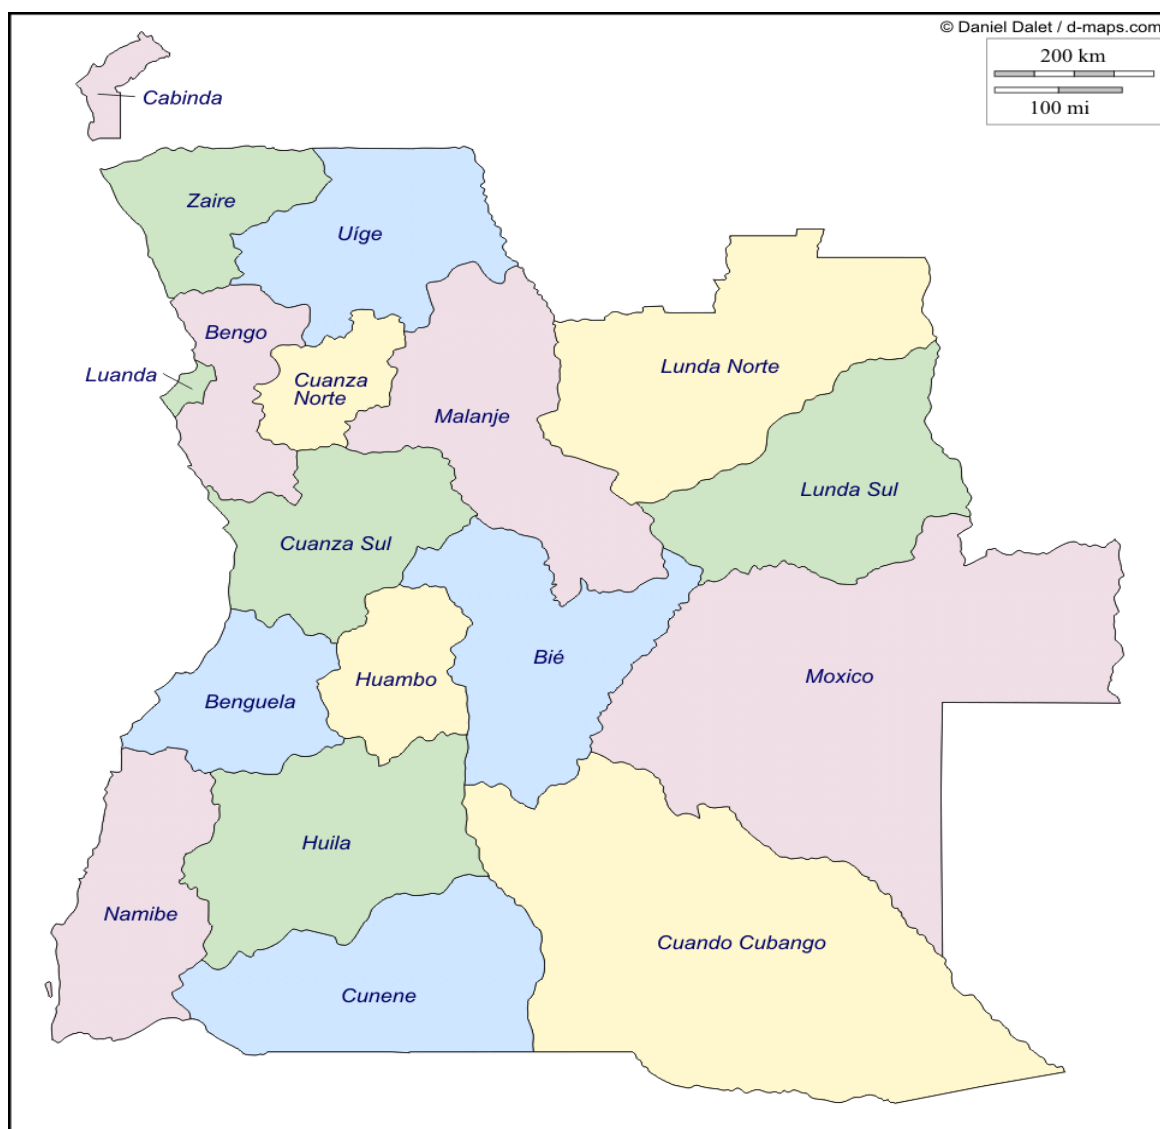 © Daniel Dalet / d-maps.com
200 km
100 mi
Cabinda
Zaire
Uíge
Bengo
Luanda
Cuanza
Norte
Lunda Norte
Malanje
Lunda Sul
Cuanza Sul
Bié
Huambo
Moxico
Benguela
Huila
Namibe
Cuando Cubango
Cunene